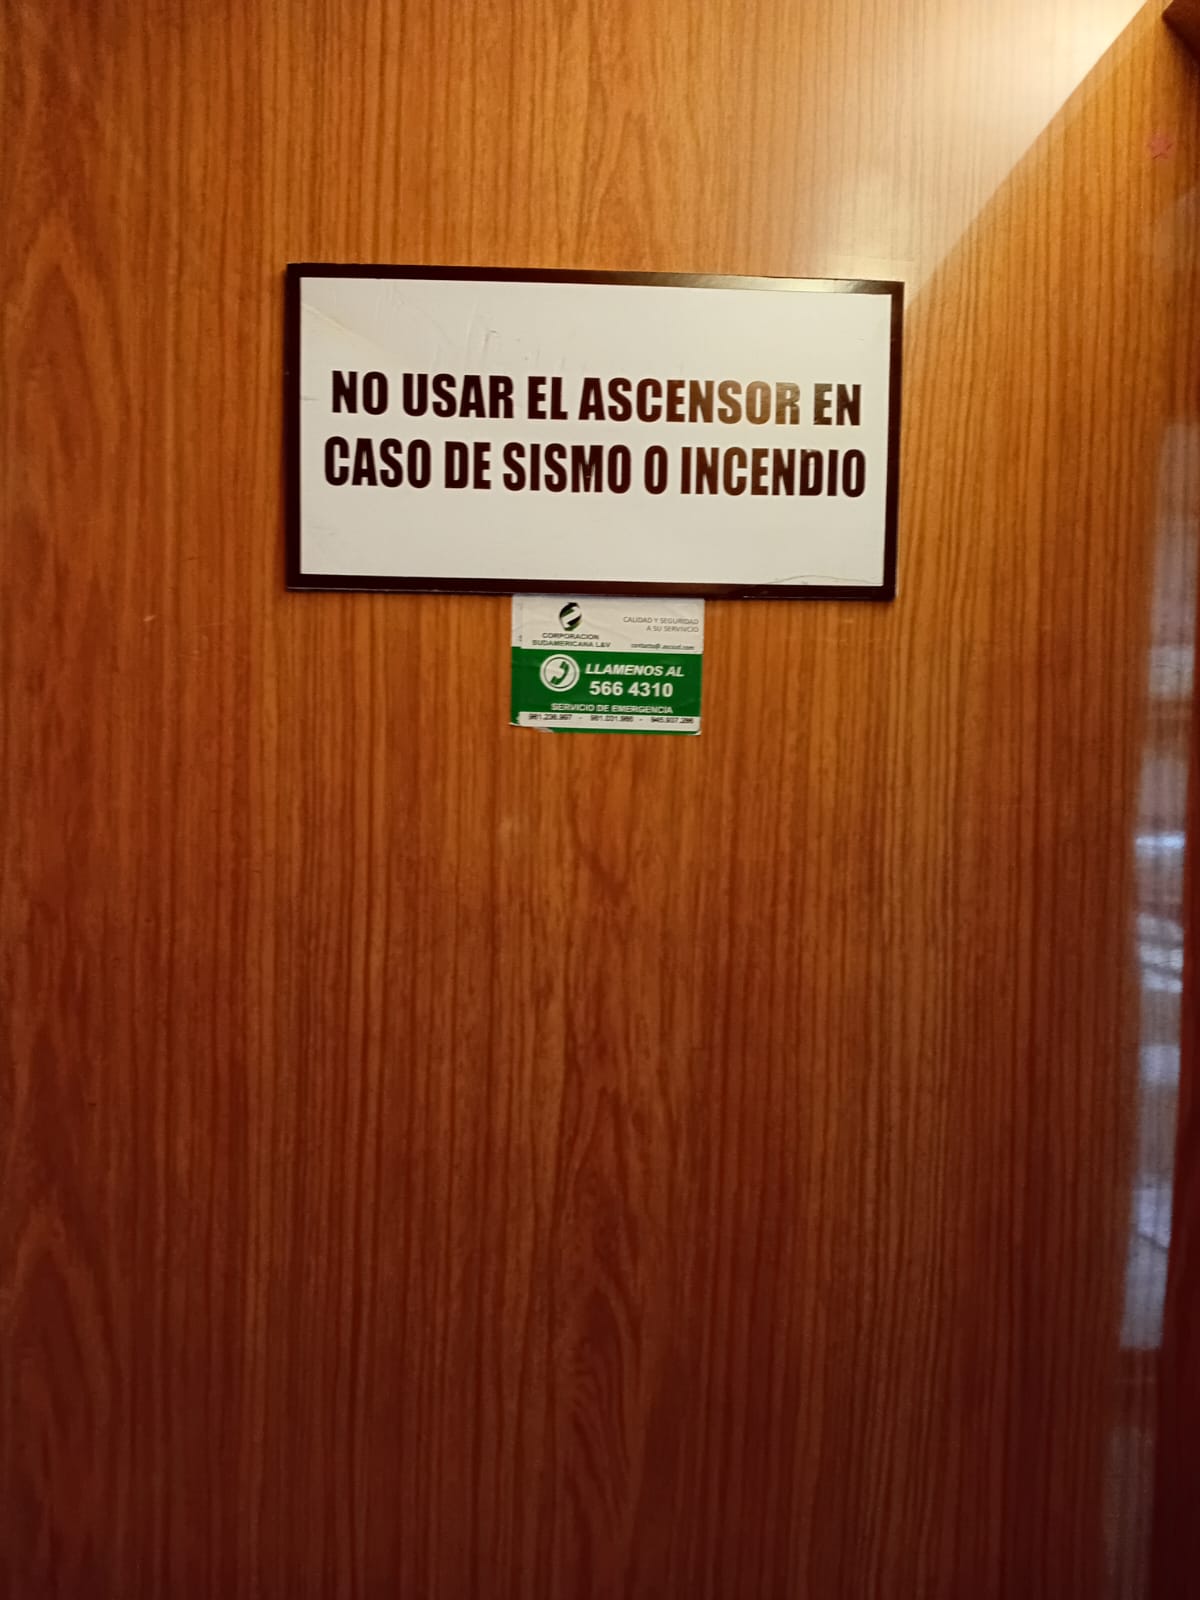 NO USAR EL ASCENSOR EN
CASO DE SISMO O INCENDIO
CORPORACION
SUDAMERICANA L&V
CALIDAD Y SEGURIDAD
A SU SERVICIO
LLAMENOS AL
566 4310
SERVICIO DE EMERGENCIA